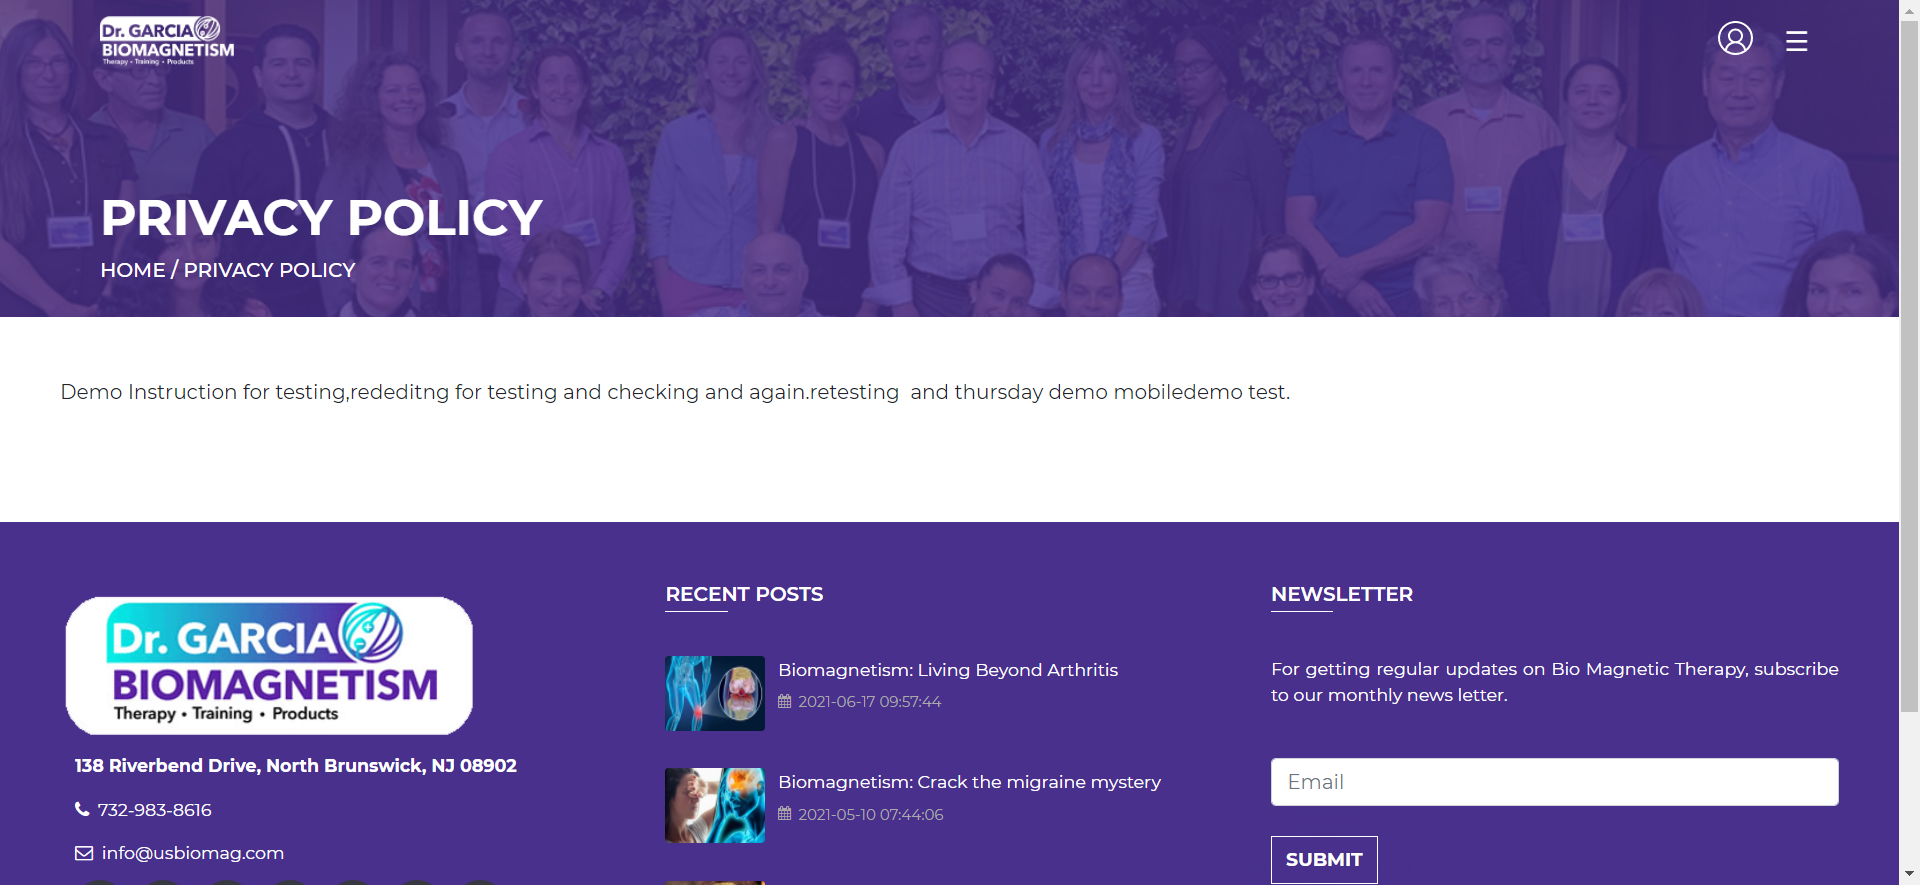 Dr. GARCIA
BIOMAGNETISM
Therapy • Training • Products
☰
PRIVACY POLICY
HOME / PRIVACY POLICY
Demo Instruction for testing,rededitng for testing and checking and again.retesting  and thursday demo mobiledemo test.
Dr. GARCIA
BIOMAGNETISM
Therapy • Training • Products
138 Riverbend Drive, North Brunswick, NJ 08902
732-983-8616
info@usbiomag.com
RECENT POSTS
Biomagnetism: Living Beyond Arthritis
2021-06-17 09:57:44
Biomagnetism: Crack the migraine mystery
2021-05-10 07:44:06
NEWSLETTER
For getting regular updates on Bio Magnetic Therapy, subscribe
to our monthly news letter.
Email
SUBMIT